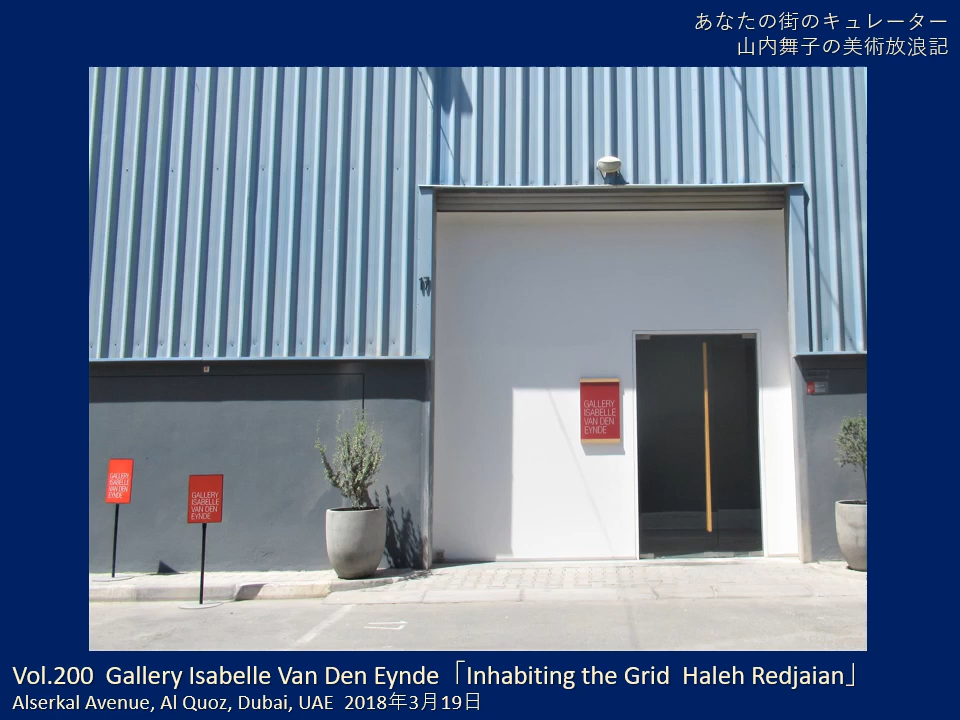 あなたの街のキュレーター
山内舞子の美術放浪記
17
GALLERY
ISABELLE
VAN DEN
EYNDE
GALLERY
ISABELLE
VAN DEN
EYNDE
GALLERY
ISABELLE
VAN DEN
EYNDE
Vol.200 Gallery Isabelle Van Den Eynde「Inhabiting the Grid Haleh Redjaian」
Alserkal Avenue, Al Quoz, Dubai, UAE 2018年3月19日